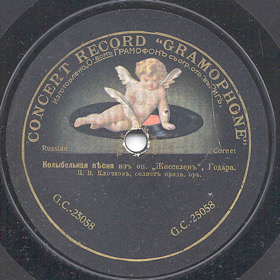 CONCERT RECORD "GRAMOPHONE"
Russian
Cornet
Колыбельная пѣсня изъ оп. „Жосселенъ“, Годара.
П. В. Клочковъ, солистъ придв. орк.
G.C.-25058
G.C.-25058